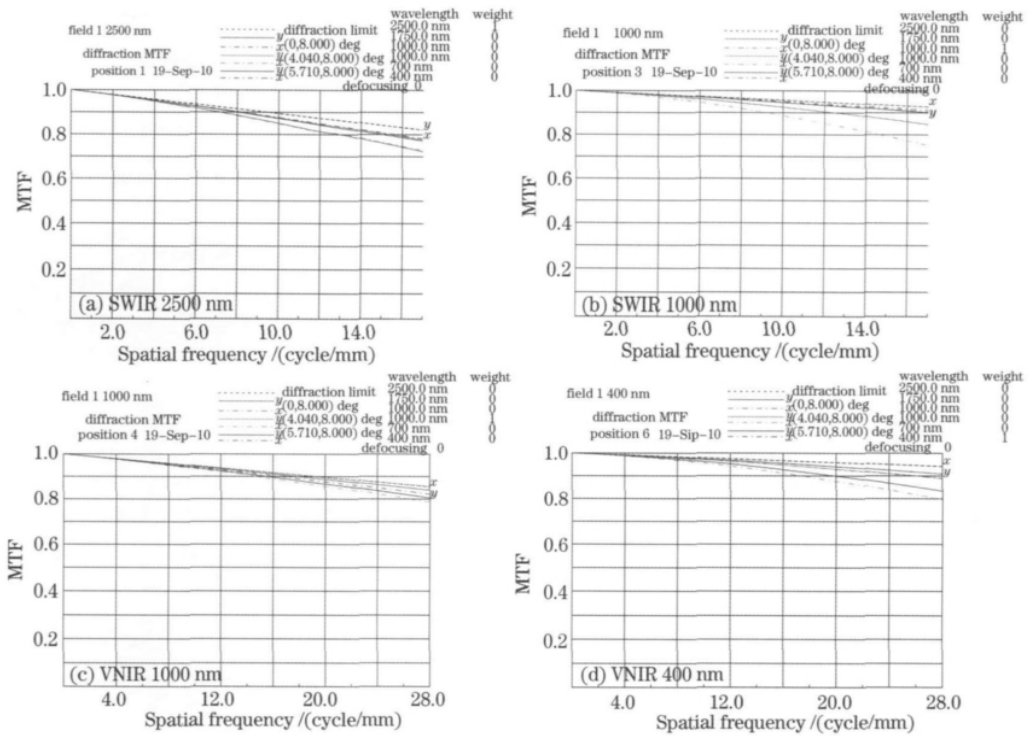 field 1 2500 nm
diffraction MTF
position 1 19-Sep-10
diffraction limit
y
x (0,8.000) deg
y
x (4.040,8.000) deg
y
x (5.710,8.000) deg
wavelength weight
2500.0 nm 1
1750.0 nm 0
1000.0 nm 0
1000.0 nm 0
700 nm 0
400 nm 0
defocusing 0
1.0
0.8
0.6
0.4
0.2
MTF
y
x
(a) SWIR 2500 nm
2.0 6.0 10.0 14.0
Spatial frequency /(cycle/mm)
field 1 1000 nm
diffraction MTF
position 3 19-Sep-10
diffraction limit
y
x (0,8.000) deg
y
x (4.040,8.000) deg
y
x (5.710,8.000) deg
wavelength weight
2500.0 nm 0
1750.0 nm 0
1000.0 nm 1
1000.0 nm 0
700 nm 0
400 nm 0
defocusing 0
1.0
0.8
0.6
0.4
0.2
MTF
x
y
(b) SWIR 1000 nm
2.0 6.0 10.0 14.0
Spatial frequency /(cycle/mm)
field 1 1000 nm
diffraction MTF
position 4 19-Sep-10
diffraction limit
y
x (0,8.000) deg
y
x (4.040,8.000) deg
y
x (5.710,8.000) deg
wavelength weight
2500.0 nm 0
1750.0 nm 0
1000.0 nm 0
1000.0 nm
700 nm 0
400 nm 0
defocusing 0
1.0
0.8
0.6
0.4
0.2
MTF
x
y
(c) VNIR 1000 nm
4.0 12.0 20.0 28.0
Spatial frequency /(cycle/mm)
field 1 400 nm
diffraction MTF
position 6 19-Sip-10
diffraction limit
y
x (0,8.000) deg
y
x (4.040,8.000) deg
y
x (5.710,8.000) deg
wavelength weight
2500.0 nm 0
1750.0 nm 0
1000.0 nm 0
1000.0 nm 0
700 nm 0
400 nm 1
defocusing 0
1.0
0.8
0.6
0.4
0.2
MTF
x
y
(d) VNIR 400 nm
4.0 12.0 20.0 28.0
Spatial frequency /(cycle/mm)